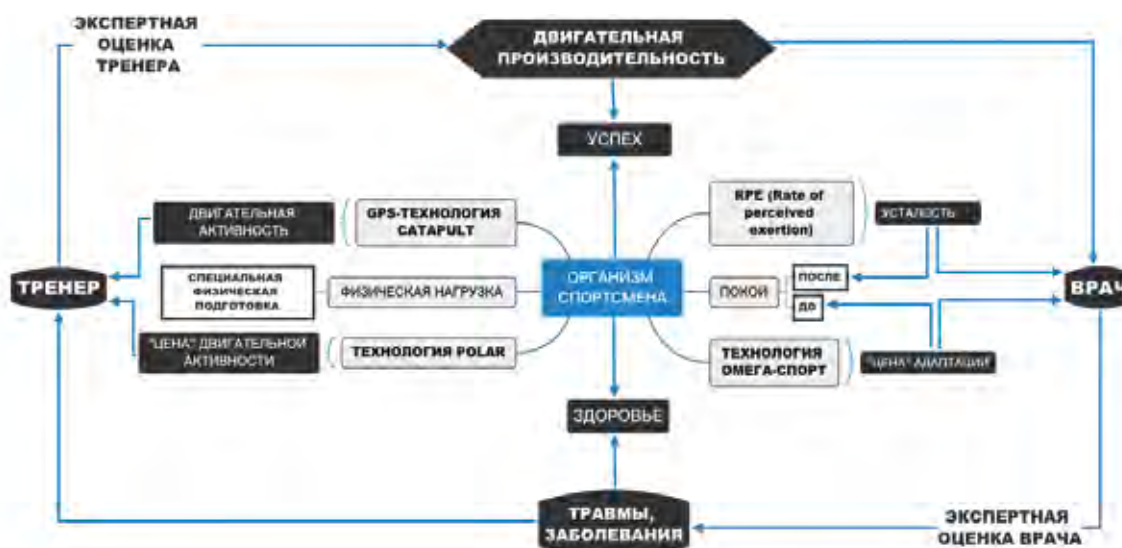 ЭКСПЕРТНАЯ
ОЦЕНКА
ТРЕНЕРА
ДВИГАТЕЛЬНАЯ
ПРОИЗВОДИТЕЛЬНОСТЬ
УСПЕХ
ДВИГАТЕЛЬНАЯ
АКТИВНОСТЬ
GPS-ТЕХНОЛОГИЯ
CATAPULT
RPE (Rate of
perceived
exertion)
УСТАЛОСТЬ
ТРЕНЕР
СПЕЦИАЛЬНАЯ
ФИЗИЧЕСКАЯ
ПОДГОТОВКА
ФИЗИЧЕСКАЯ НАГРУЗКА
ОРГАНИЗМ
СПОРТСМЕНА
ПОКОЙ
ПОСЛЕ
ДО
ВРАЧ
"ЦЕНА" ДВИГАТЕЛЬНОЙ
АКТИВНОСТИ
ТЕХНОЛОГИЯ POLAR
ТЕХНОЛОГИЯ
ОМЕГА-СПОРТ
"ЦЕНА" АДАПТАЦИИ
ЗДОРОВЬЕ
ТРАВМЫ,
ЗАБОЛЕВАНИЯ
ЭКСПЕРТНАЯ
ОЦЕНКА ВРАЧА